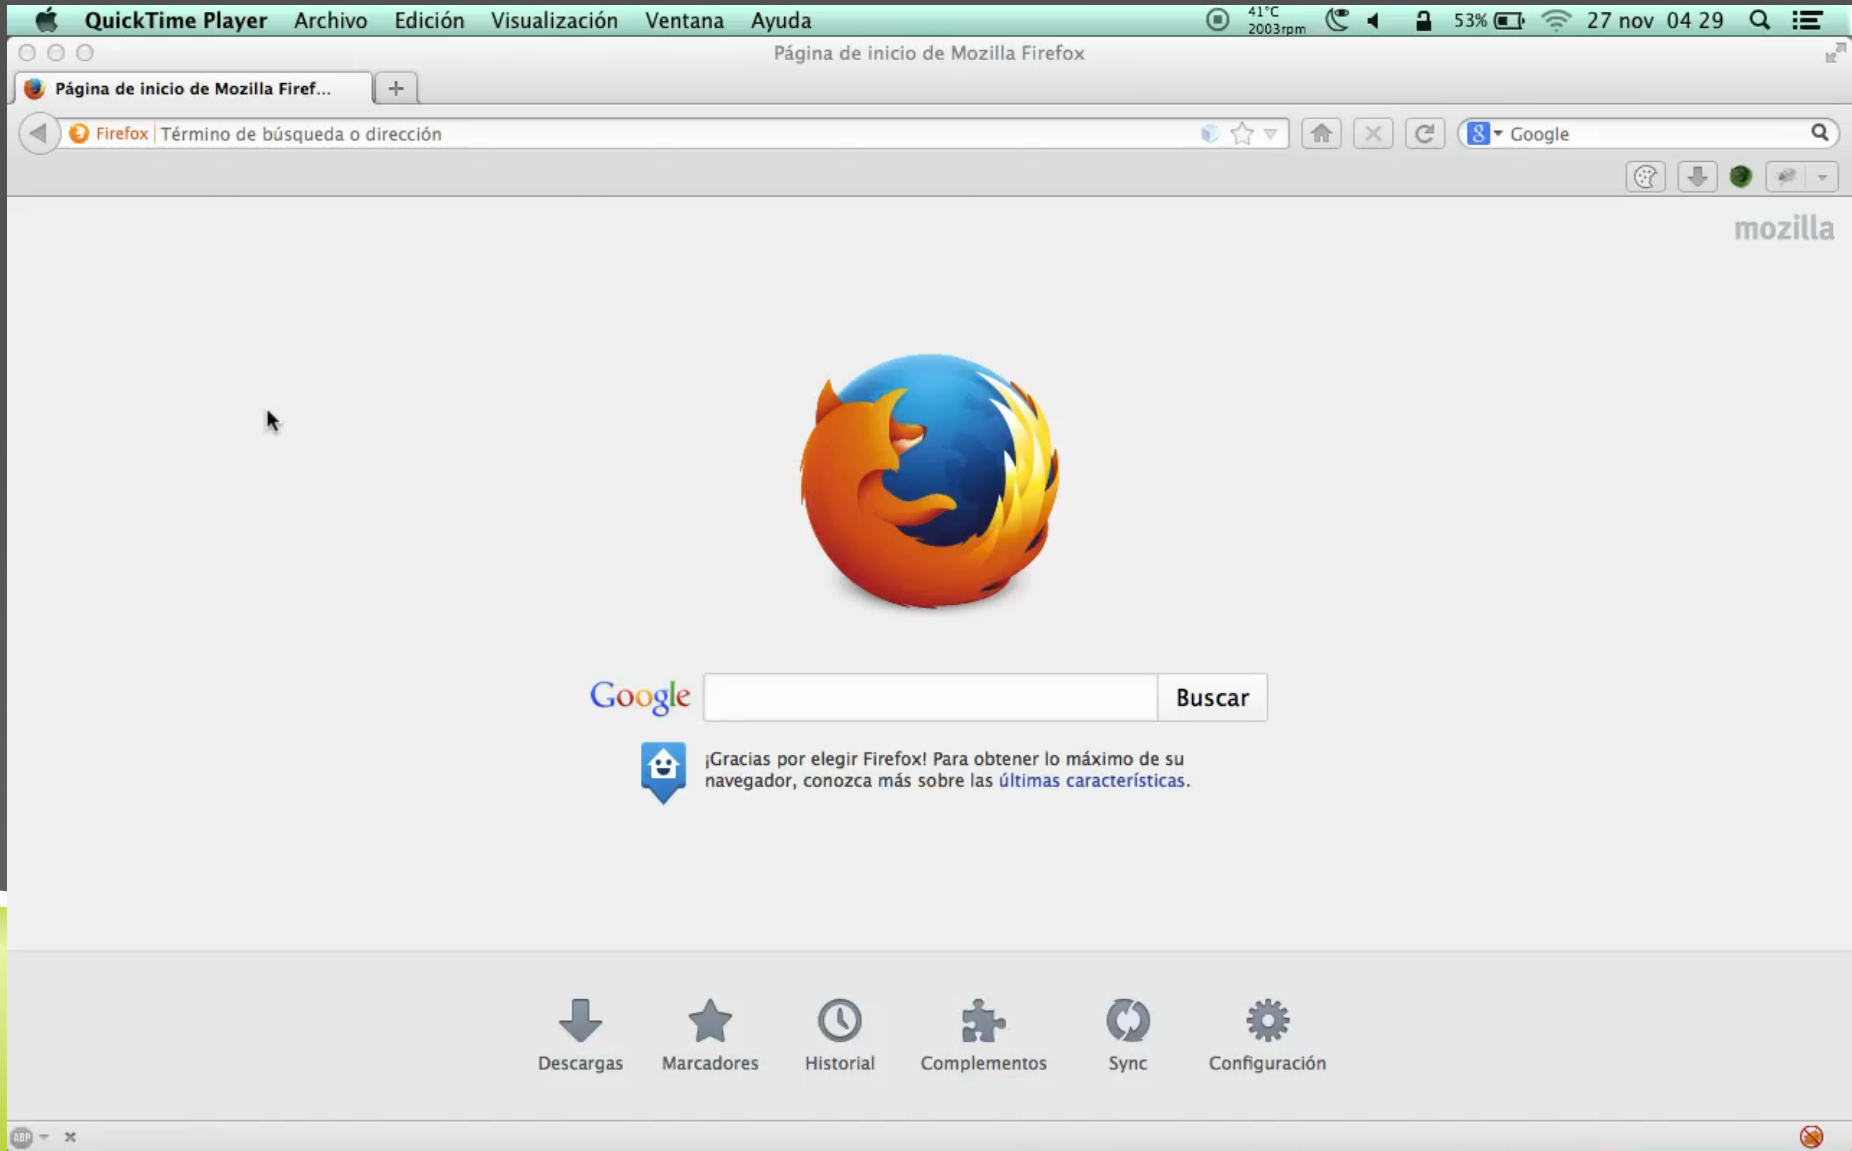 QuickTime Player Archivo Edición Visualización Ventana Ayuda 41°C 2003rpm 53% 27 nov 04 29
Página de inicio de Mozilla Firefox
Página de inicio de Mozilla Firef...
Firefox Término de búsqueda o dirección Google
mozilla
Google Buscar
¡Gracias por elegir Firefox! Para obtener lo máximo de su
navegador, conozca más sobre las últimas características.
Descargas Marcadores Historial Complementos Sync Configuración
ABP